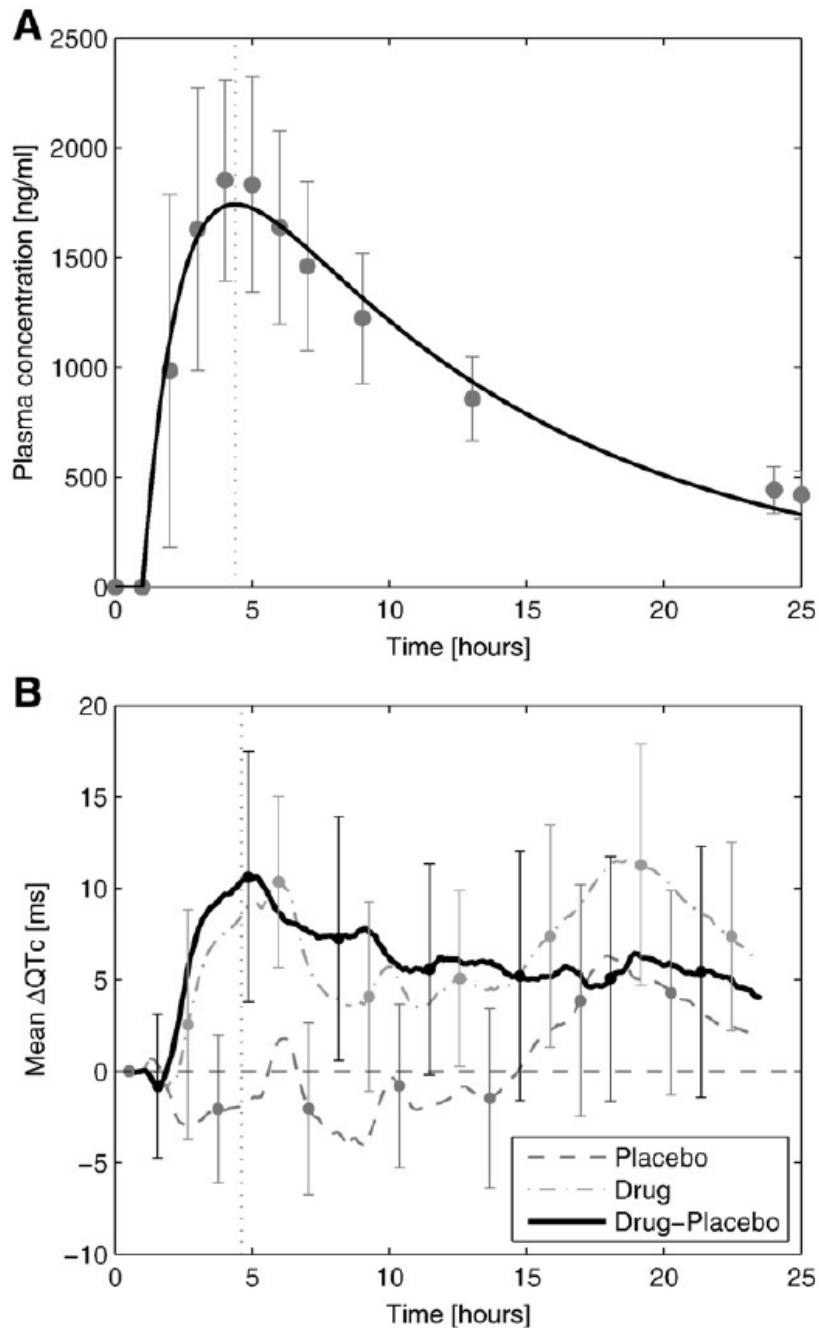 A
2500
2000
1500
1000
500
0
Plasma concentration [ng/ml]
0 5 10 15 20 25
Time [hours]
B
20
15
10
5
0
−5
−10
Mean ΔQTc [ms]
Placebo
Drug
Drug−Placebo
0 5 10 15 20 25
Time [hours]